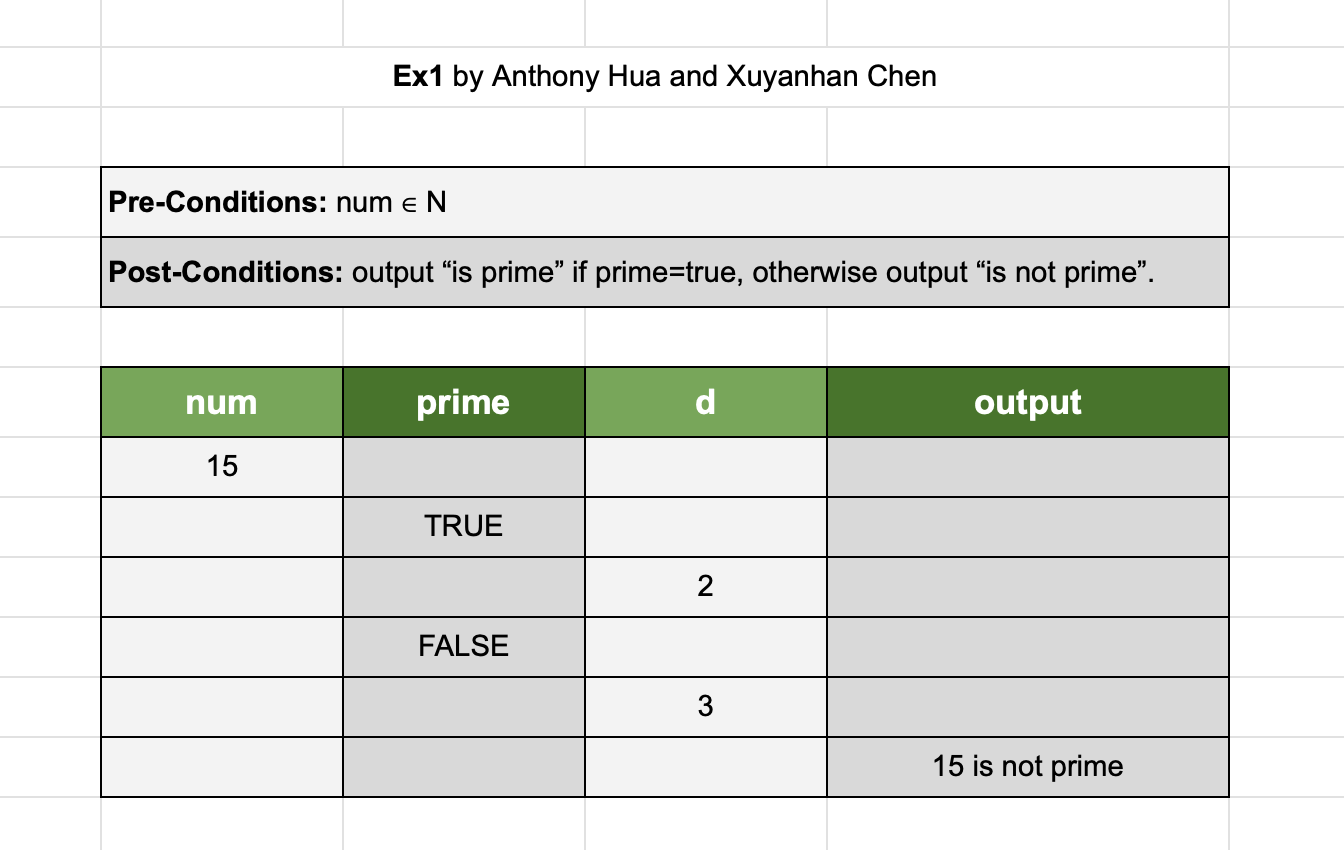 Ex1 by Anthony Hua and Xuyanhan Chen
Pre-Conditions: num ∈ N
Post-Conditions: output “is prime” if prime=true, otherwise output “is not prime”.
num prime d output
15
TRUE
2
FALSE
3
15 is not prime